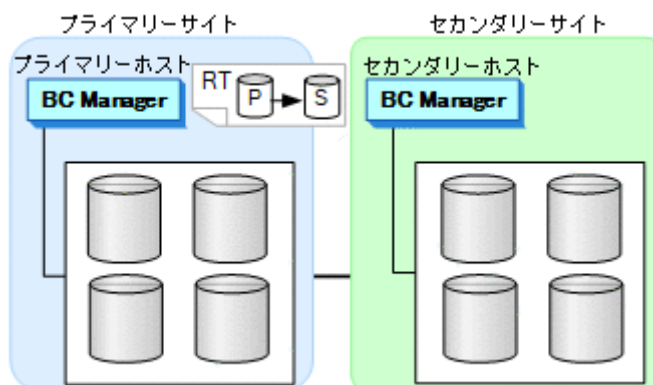 プライマリーサイト
セカンダリーサイト
プライマリーホスト
RT
P
S
セカンダリーホスト
BC Manager
BC Manager